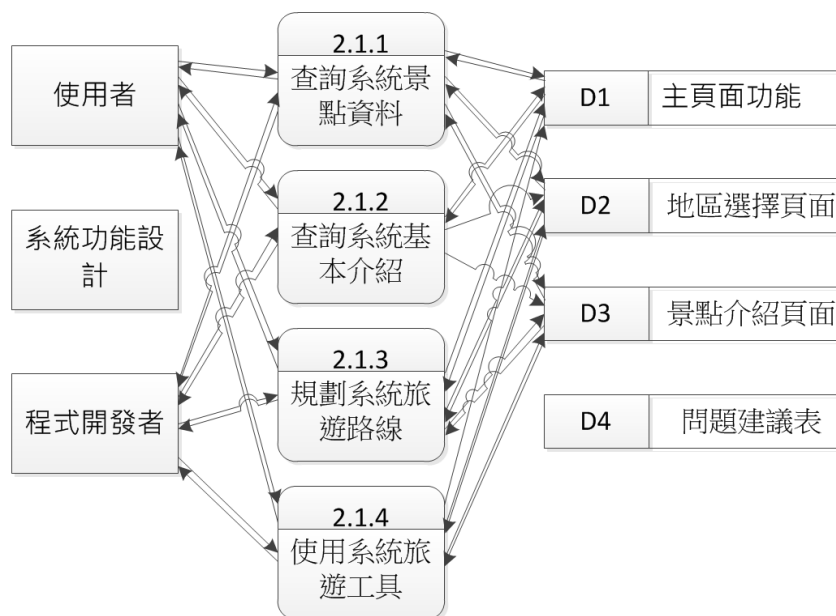 使用者
系統功能設
計
程式開發者
2.1.1
查詢系統景
點資料
2.1.2
查詢系統基
本介紹
2.1.3
規劃系統旅
遊路線
2.1.4
使用系統旅
遊工具
D1 主頁面功能
D2 地區選擇頁面
D3 景點介紹頁面
D4 問題建議表